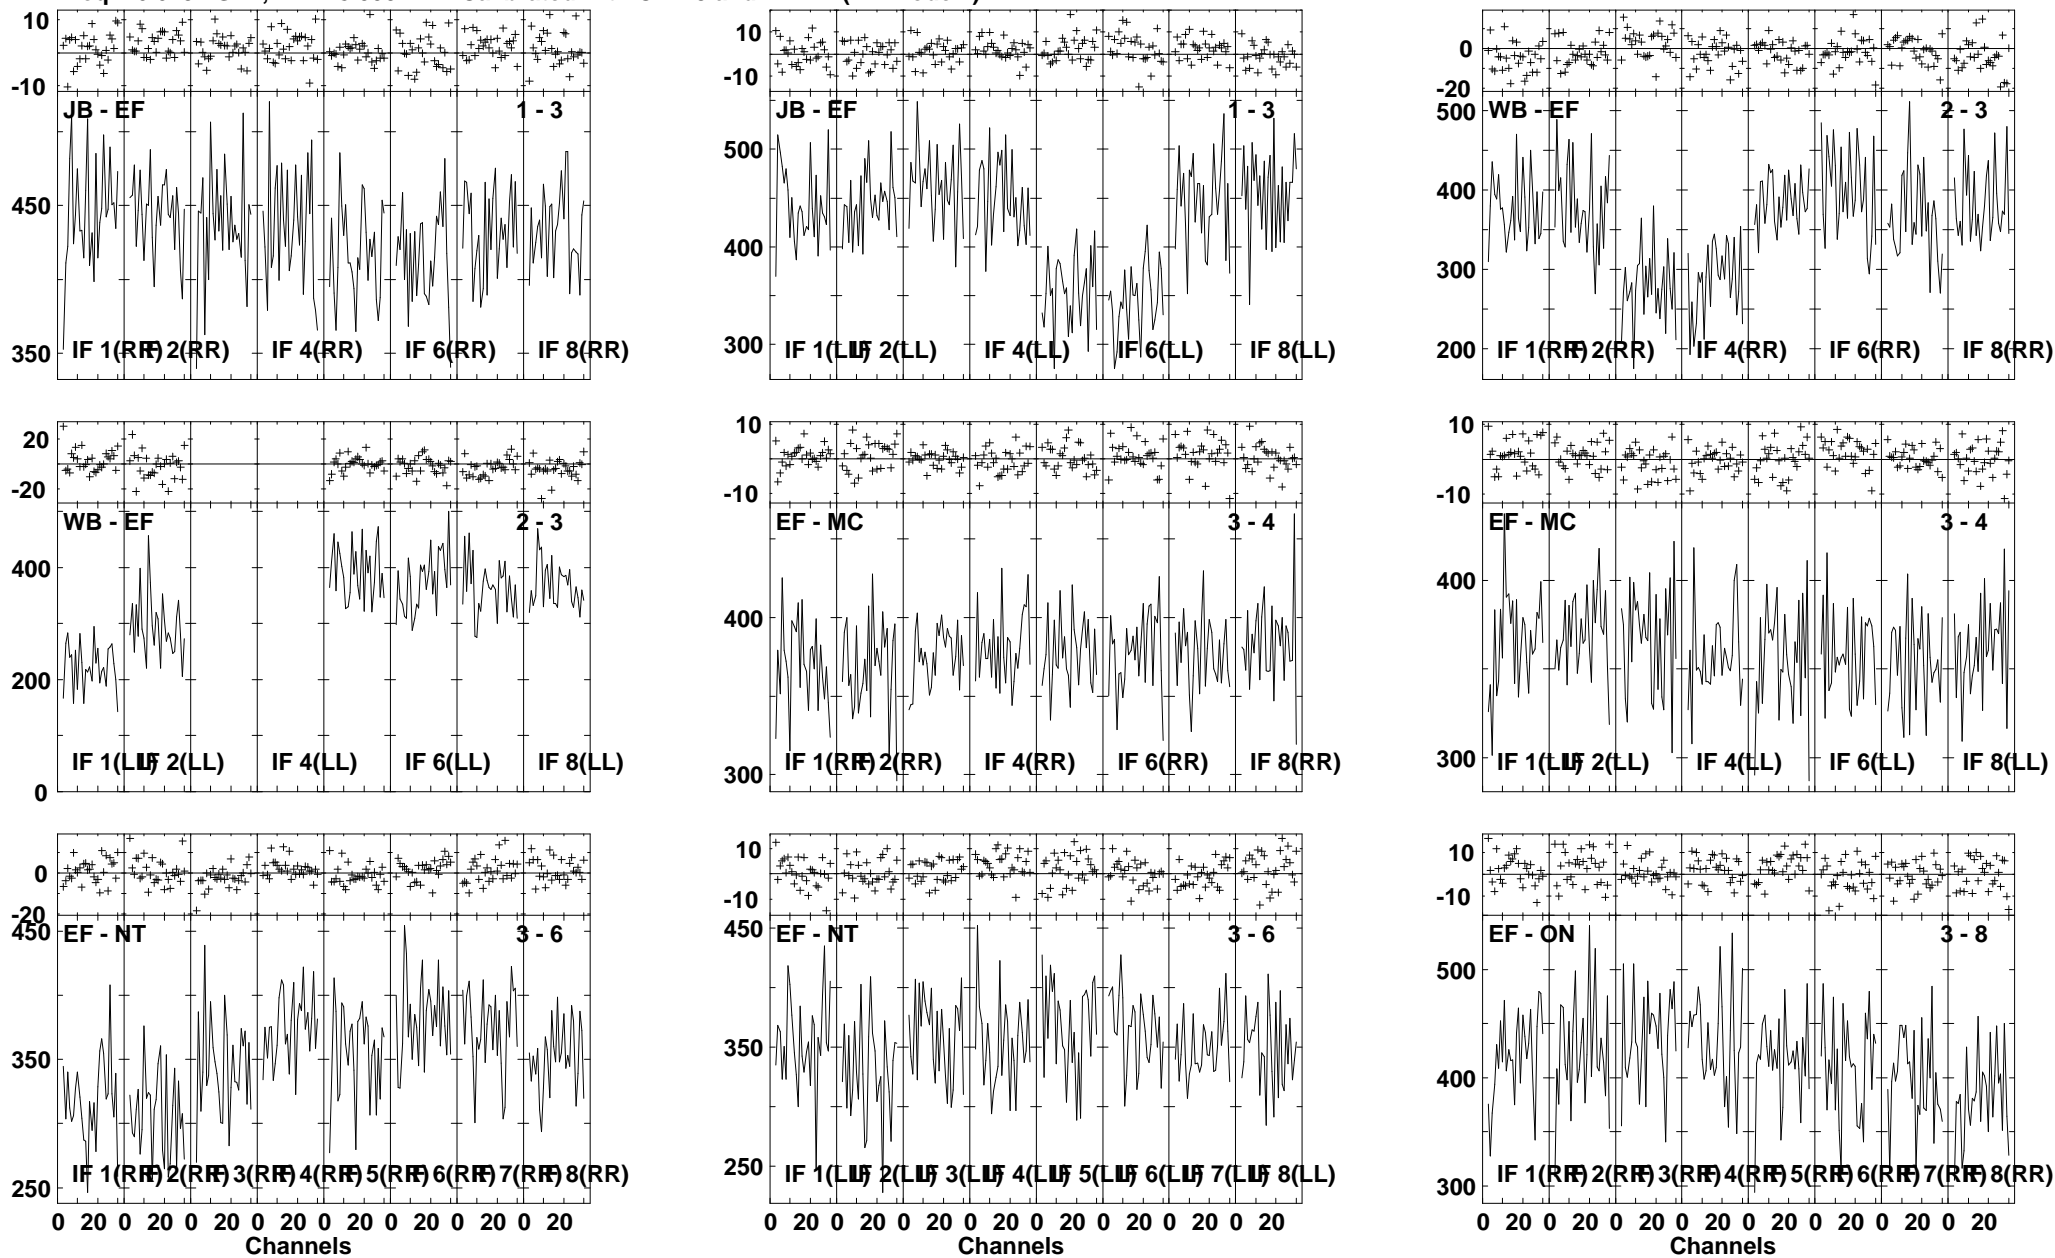 10
-10
JB - EF 1 - 3
450
350
IF 1(RR) IF 2(RR) IF 4(RR) IF 6(RR) IF 8(RR)
10
-10
JB - EF 1 - 3
500
400
300
IF 1(LL) IF 2(LL) IF 4(LL) IF 6(LL) IF 8(LL)
0
-20
WB - EF 2 - 3
500
400
300
200
IF 1(RR) IF 2(RR) IF 4(RR) IF 6(RR) IF 8(RR)
20
-20
WB - EF 2 - 3
400
200
0
IF 1(LL) IF 2(LL) IF 4(LL) IF 6(LL) IF 8(LL)
10
-10
EF - MC 3 - 4
400
300
IF 1(RR) IF 2(RR) IF 4(RR) IF 6(RR) IF 8(RR)
10
-10
EF - MC 3 - 4
400
300
IF 1(LL) IF 2(LL) IF 4(LL) IF 6(LL) IF 8(LL)
0
-20
EF - NT 3 - 6
450
350
250
IF 1(RR) IF 2(RR) IF 3(RR) IF 4(RR) IF 5(RR) IF 6(RR) IF 7(RR) IF 8(RR)
0 20 0 20 0 20 0 20 0 20 0 20 0 20 0 20
Channels
10
-10
EF - NT 3 - 6
450
350
250
IF 1(LL) IF 2(LL) IF 3(LL) IF 4(LL) IF 5(LL) IF 6(LL) IF 7(LL) IF 8(LL)
0 20 0 20 0 20 0 20 0 20 0 20 0 20 0 20
Channels
10
-10
EF - ON 3 - 8
500
400
300
IF 1(RR) IF 2(RR) IF 3(RR) IF 4(RR) IF 5(RR) IF 6(RR) IF 7(RR) IF 8(RR)
0 20 0 20 0 20 0 20 0 20 0 20 0 20 0 20
Channels